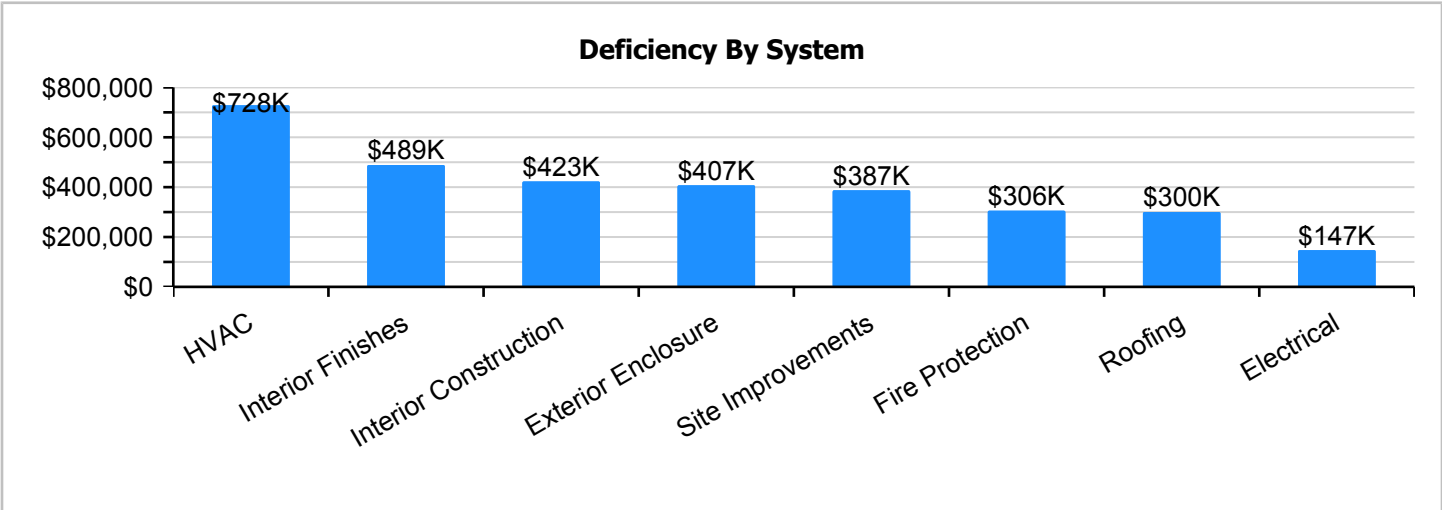 Deficiency By System
$800,000
$600,000
$400,000
$200,000
$0
$728K
$489K
$423K
$407K
$387K
$306K
$300K
$147K
HVAC
Interior Finishes
Interior Construction
Exterior Enclosure
Site Improvements
Fire Protection
Roofing
Electrical